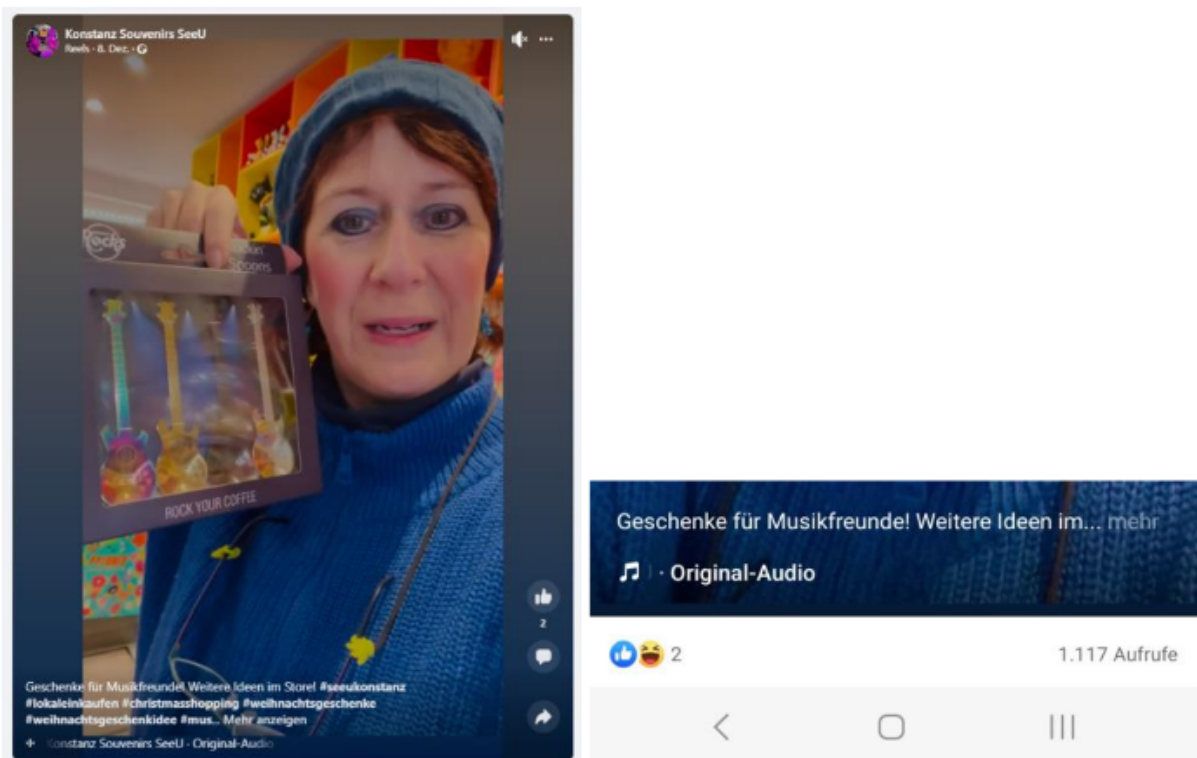 Konstanz Souvenirs SeeU
Reels · 8. Dez. ·
Rocks
Spoons
ROCK YOUR COFFEE
2
Geschenke für Musikfreunde! Weitere Ideen im Store! #seeukonstanz
#lokaleinkaufen #christmasshopping #weihnachtsgeschenke
#weihnachtsgeschenkidee #mus... Mehr anzeigen
Konstanz Souvenirs SeeU · Original-Audio
Geschenke für Musikfreunde! Weitere Ideen im... mehr
· Original-Audio
2
1.117 Aufrufe